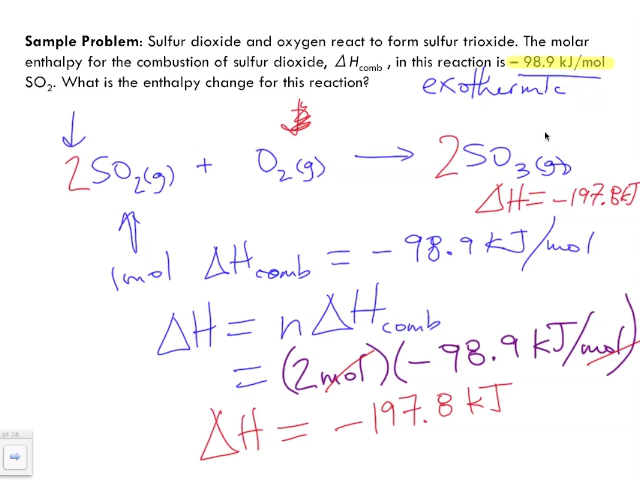 Sample Problem: Sulfur dioxide and oxygen react to form sulfur trioxide. The molar
enthalpy for the combustion of sulfur dioxide, ΔHcomb , in this reaction is – 98.9 kJ/mol
SO2. What is the enthalpy change for this reaction?
exothermic
2SO2(g) + O2(g) → 2SO3(g)
ΔH = -197.8kJ
1mol ΔHcomb = - 98.9 kJ/mol
ΔH = nΔHcomb
= (2mol)(-98.9 kJ/mol)
ΔH = -197.8 kJ
of 18